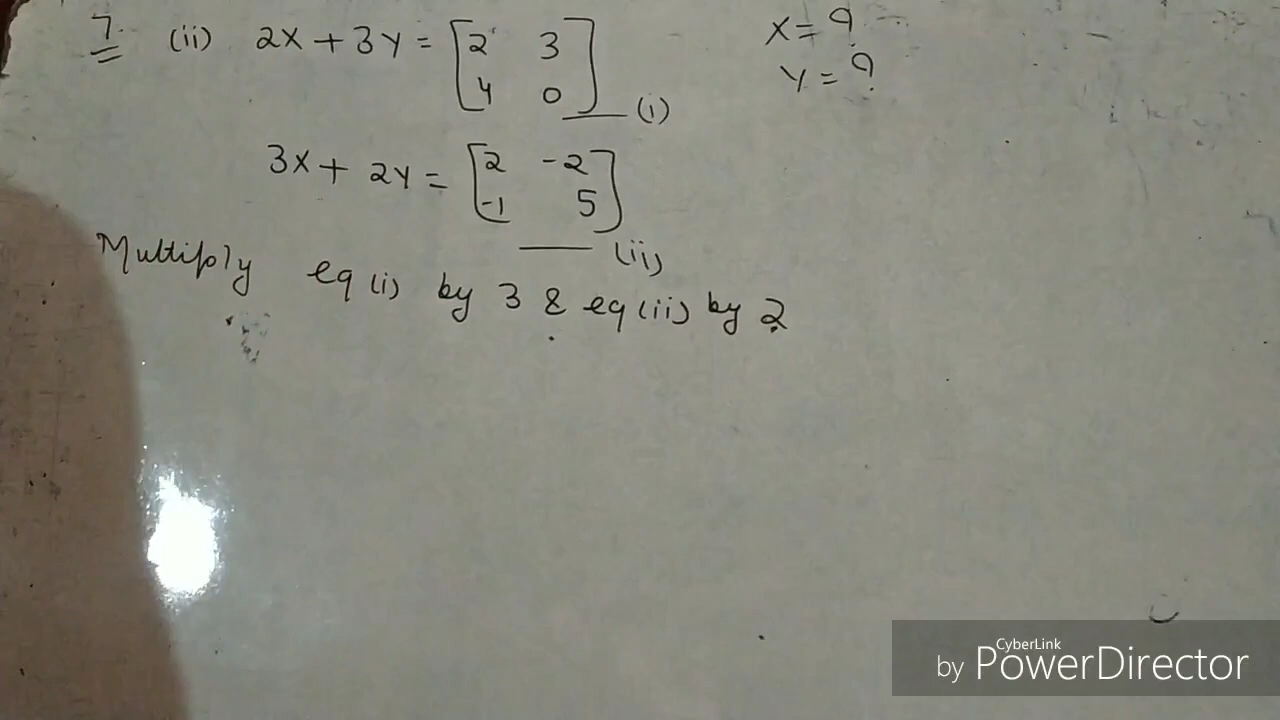 7. (ii) 2X + 3Y = [2 3 X = ?
4 0] (i) Y = ?
3X + 2Y = [2 -2
-1 5] (ii)
Multiply eq (i) by 3 & eq (ii) by 2
CyberLink
by PowerDirector